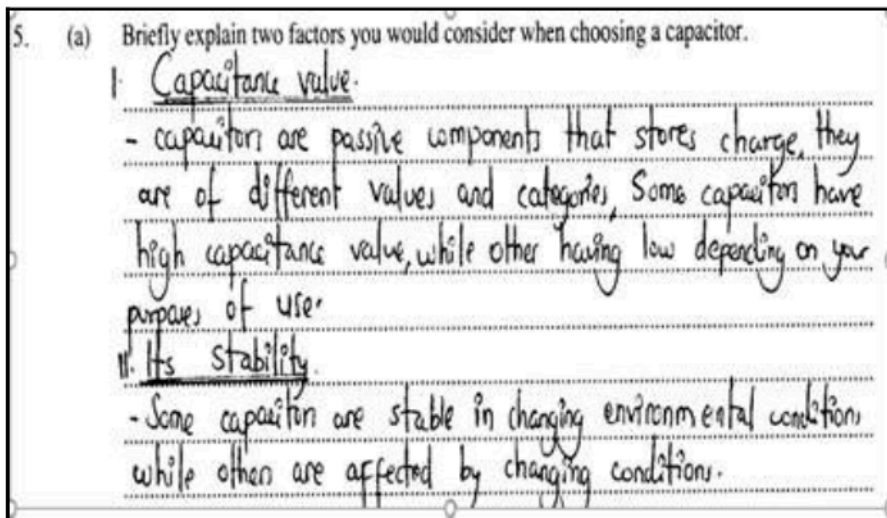 5. (a) Briefly explain two factors you would consider when choosing a capacitor.
I. Capacitance value.
- capacitors are passive components that stores charge, they
are of different values and categories, Some capacitors have
high capacitance value, while other having low depending on your
purposes of use.
II. Its stability.
- Some capacitors are stable in changing environmental conditions
while others are affected by changing conditions.